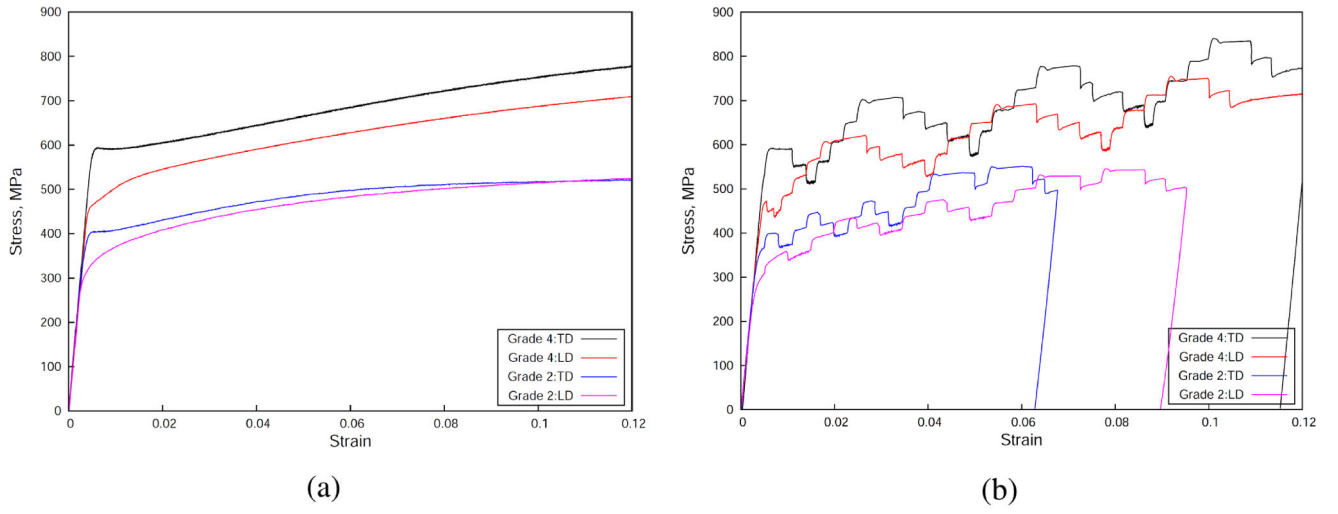 900
800
700
600
500
400
300
200
100
0
Stress, MPa
Grade 4:TD
Grade 4:LD
Grade 2:TD
Grade 2:LD
0 0.02 0.04 0.06 0.08 0.1 0.12
Strain
(a)
900
800
700
600
500
400
300
200
100
0
Stress, MPa
Grade 4:TD
Grade 4:LD
Grade 2:TD
Grade 2:LD
0 0.02 0.04 0.06 0.08 0.1 0.12
Strain
(b)